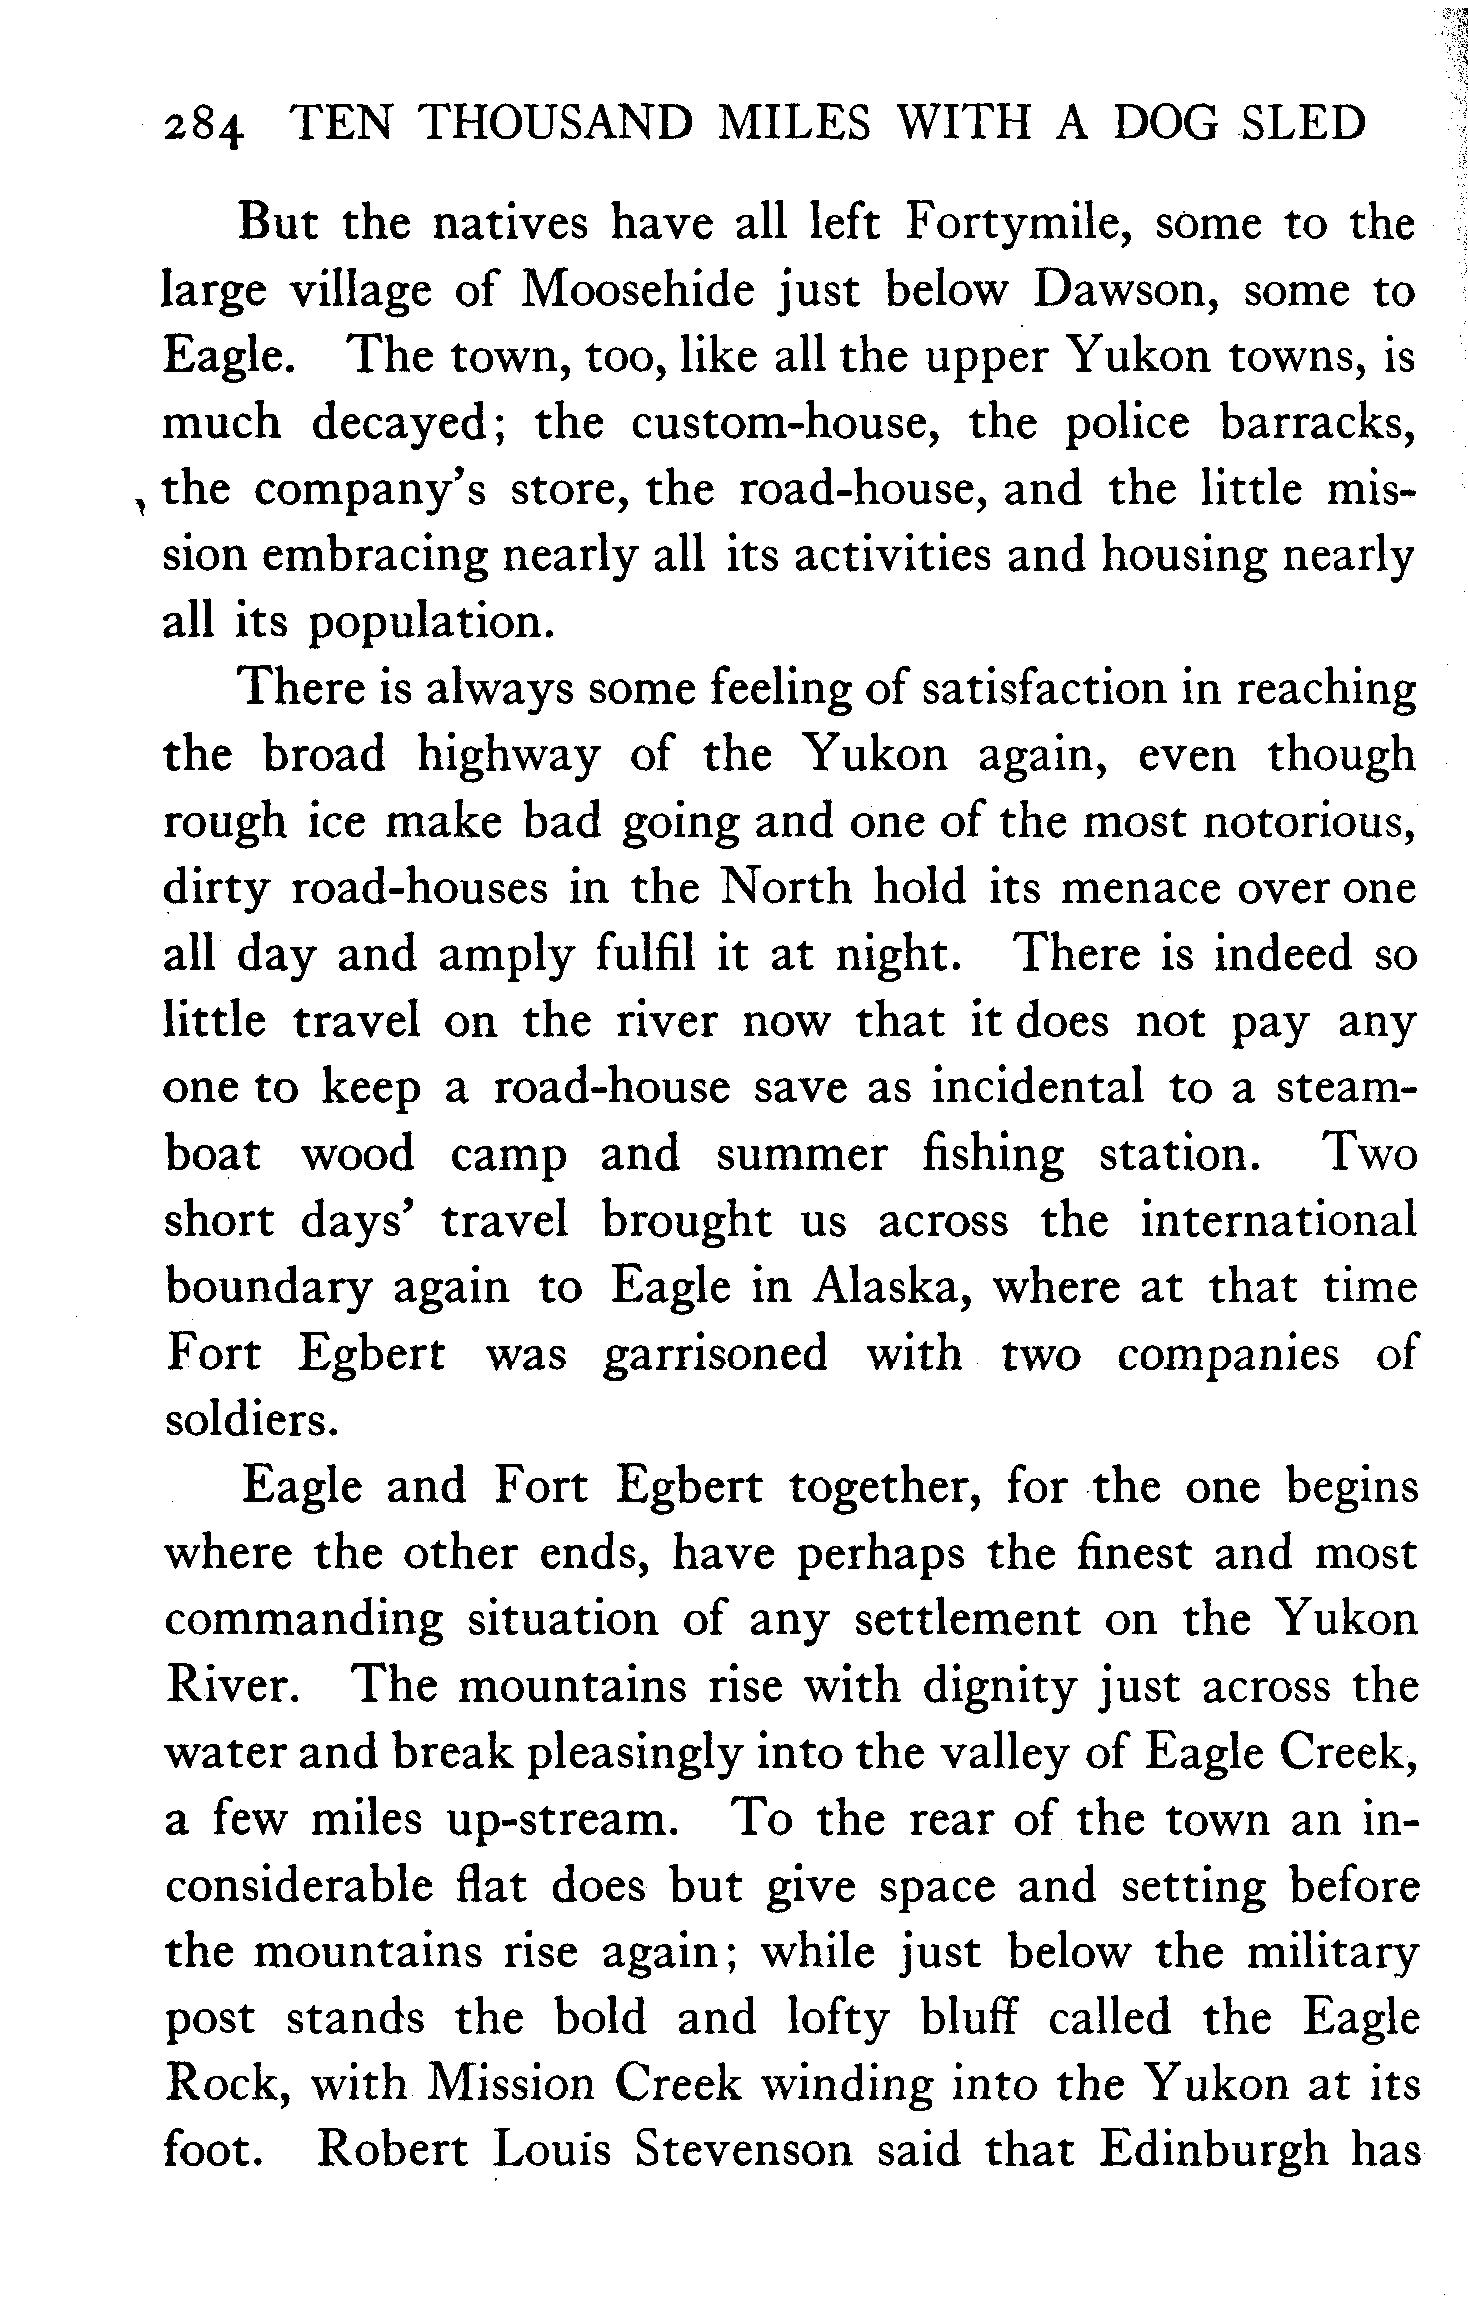 284 TEN THOUSAND MILES WITH A DOG SLED
But the natives have all left Fortymile, some to the
large village of Moosehide just below Dawson, some to
Eagle. The town, too, like all the upper Yukon towns, is
much decayed; the custom-house, the police barracks,
the company's store, the road-house, and the little mis-
sion embracing nearly all its activities and housing nearly
all its population.
There is always some feeling of satisfaction in reaching
the broad highway of the Yukon again, even though
rough ice make bad going and one of the most notorious,
dirty road-houses in the North hold its menace over one
all day and amply fulfil it at night. There is indeed so
little travel on the river now that it does not pay any
one to keep a road-house save as incidental to a steam-
boat wood camp and summer fishing station. Two
short days' travel brought us across the international
boundary again to Eagle in Alaska, where at that time
Fort Egbert was garrisoned with two companies of
soldiers.
Eagle and Fort Egbert together, for the one begins
where the other ends, have perhaps the finest and most
commanding situation of any settlement on the Yukon
River. The mountains rise with dignity just across the
water and break pleasingly into the valley of Eagle Creek,
a few miles up-stream. To the rear of the town an in-
considerable flat does but give space and setting before
the mountains rise again; while just below the military
post stands the bold and lofty bluff called the Eagle
Rock, with Mission Creek winding into the Yukon at its
foot. Robert Louis Stevenson said that Edinburgh has